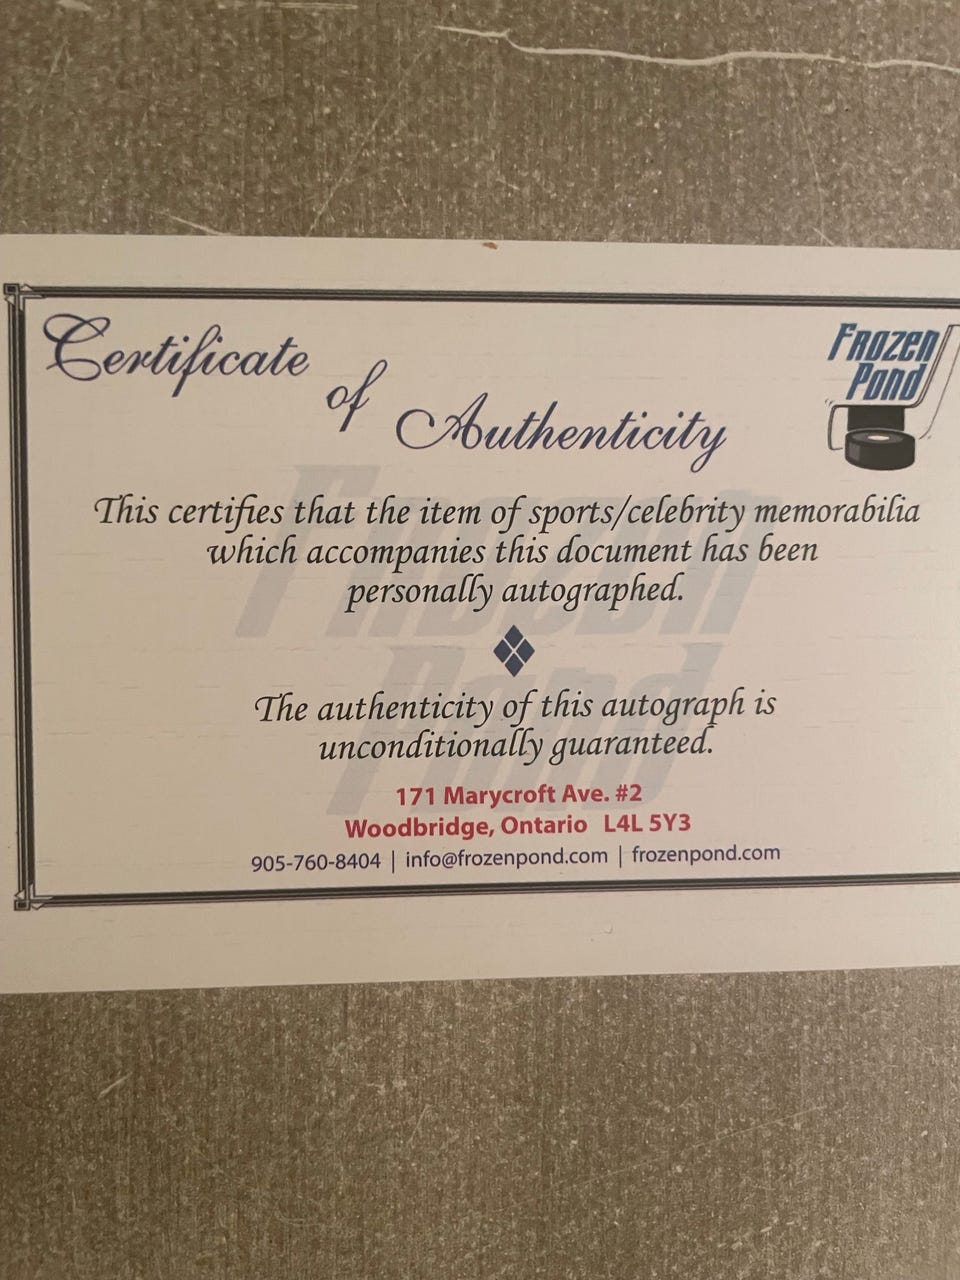 Certificate
of
Authenticity
Frozen
Pond
Frozen
Pond
This certifies that the item of sports/celebrity memorabilia
which accompanies this document has been
personally autographed.
The authenticity of this autograph is
unconditionally guaranteed.
171 Marycroft Ave. #2
Woodbridge, Ontario L4L 5Y3
905-760-8404 | info@frozenpond.com | frozenpond.com